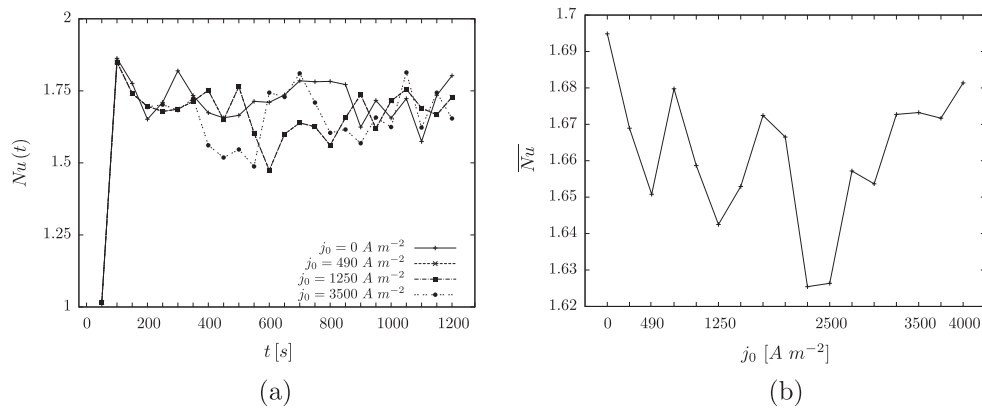 2
1.75
1.5
1.25
1
Nu (t)
j₀ = 0 A m⁻²
j₀ = 490 A m⁻²
j₀ = 1250 A m⁻²
j₀ = 3500 A m⁻²
0 200 400 600 800 1000 1200
t [s]
(a)
1.7
1.69
1.68
1.67
1.66
1.65
1.64
1.63
1.62
N̅u̅
0 490 1250 2500 3500 4000
j₀ [A m⁻²]
(b)